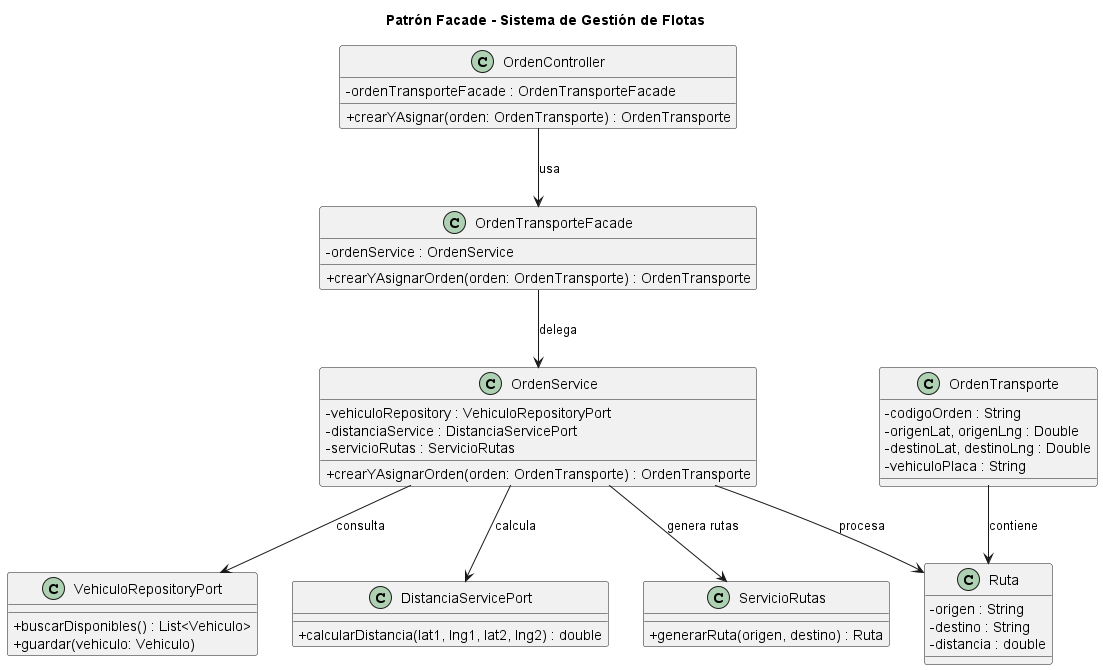 Patrón Facade - Sistema de Gestión de Flotas
C OrdenController
-ordenTransporteFacade : OrdenTransporteFacade
+crearYAsignar(orden: OrdenTransporte) : OrdenTransporte
usa
C OrdenTransporteFacade
-ordenService : OrdenService
+crearYAsignarOrden(orden: OrdenTransporte) : OrdenTransporte
delega
C OrdenService
-vehiculoRepository : VehiculoRepositoryPort
-distanciaService : DistanciaServicePort
-servicioRutas : ServicioRutas
+crearYAsignarOrden(orden: OrdenTransporte) : OrdenTransporte
C OrdenTransporte
-codigoOrden : String
-origenLat, origenLng : Double
-destinoLat, destinoLng : Double
-vehiculoPlaca : String
consulta
calcula
genera rutas
procesa
contiene
C VehiculoRepositoryPort
+buscarDisponibles() : List<Vehiculo>
+guardar(vehiculo: Vehiculo)
C DistanciaServicePort
+calcularDistancia(lat1, lng1, lat2, lng2) : double
C ServicioRutas
+generarRuta(origen, destino) : Ruta
C Ruta
-origen : String
-destino : String
-distancia : double